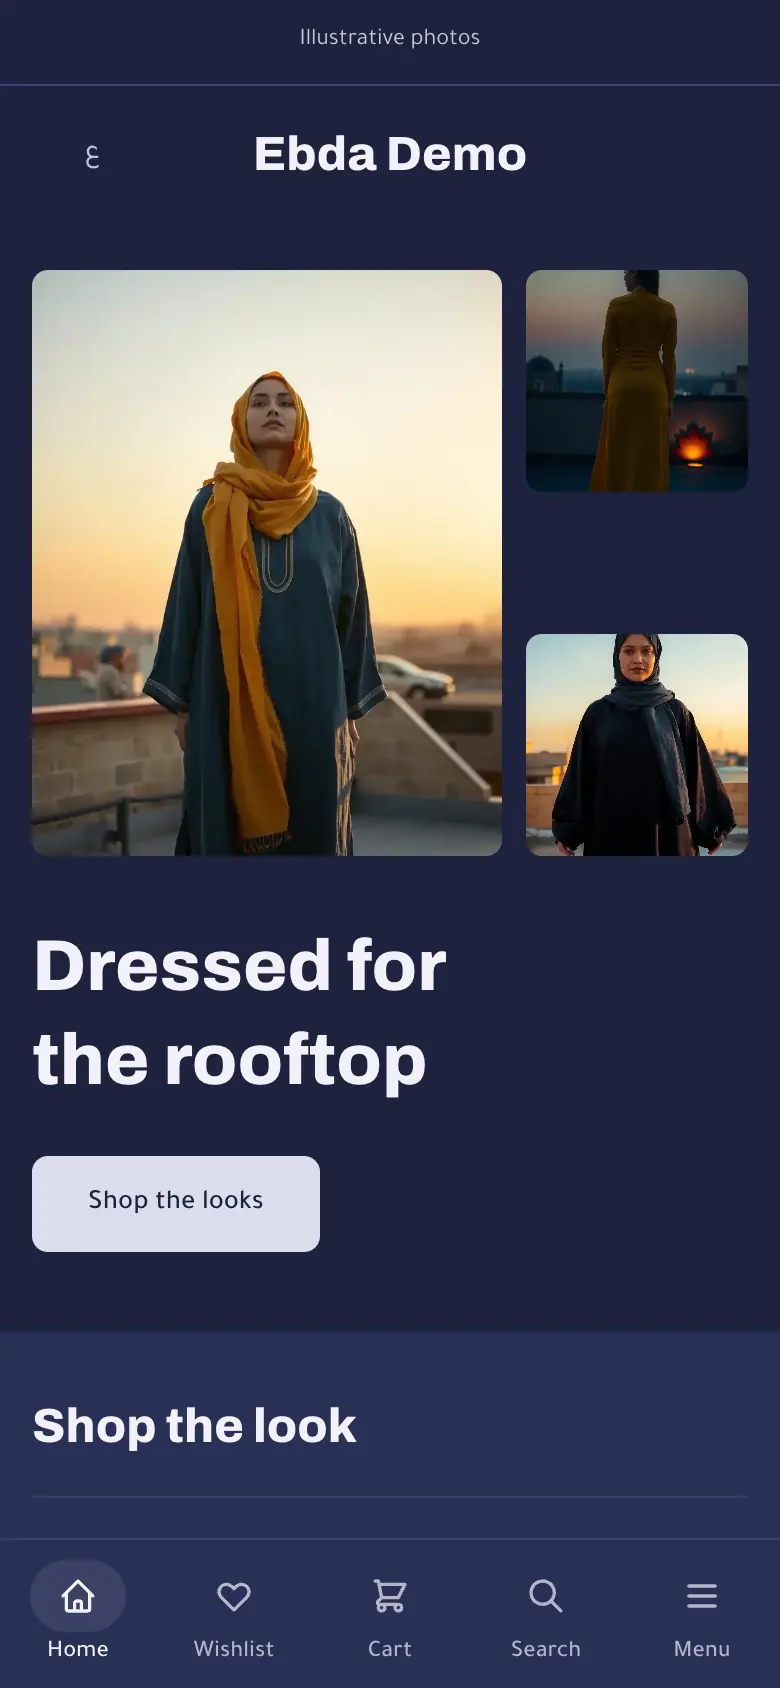 Illustrative photos
ع
Ebda Demo
Dressed for
the rooftop
Shop the looks
Shop the look
Home
Wishlist
Cart
Search
Menu